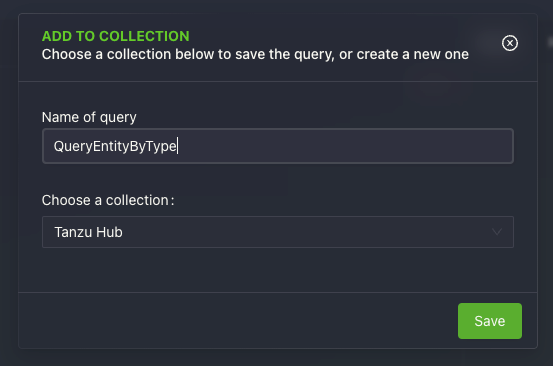 ADD TO COLLECTION
Choose a collection below to save the query, or create a new one
Name of query
QueryEntityByType
Choose a collection:
Tanzu Hub
Save